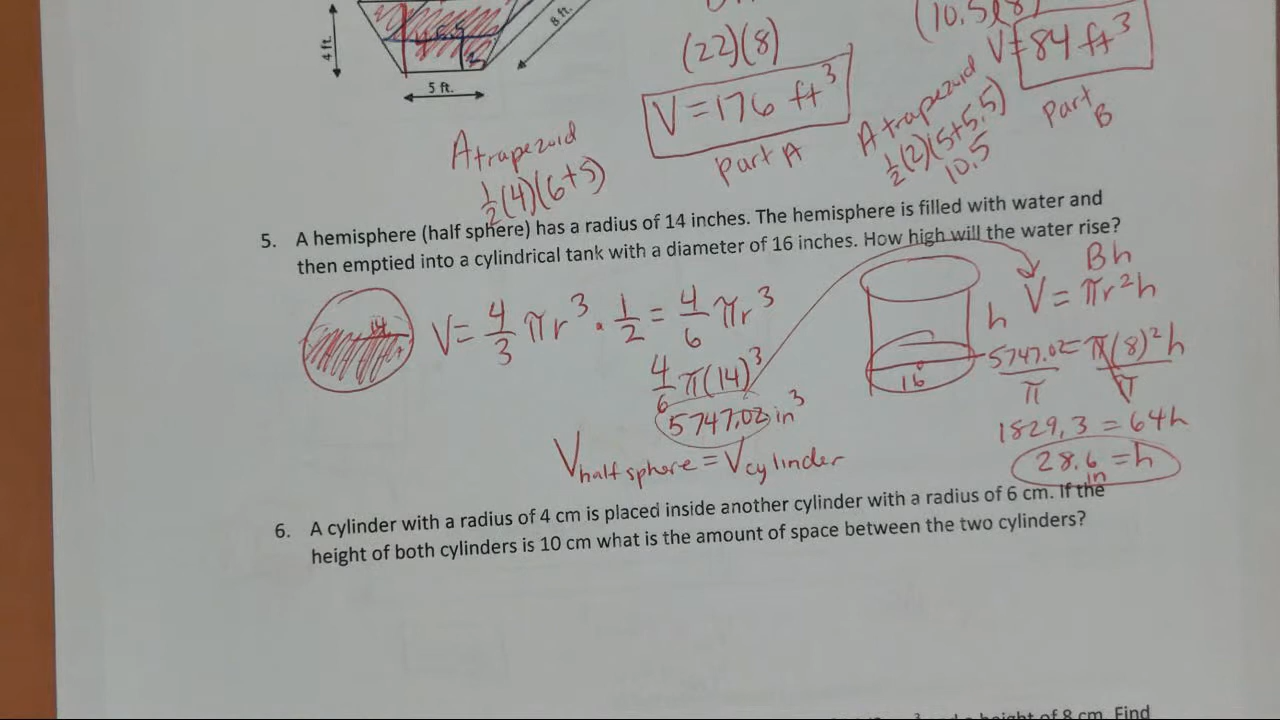 8 ft.
4 ft.
5 ft.
(22)(8)
V = 176 ft³
Part A
(10.5)(8)
V = 84 ft³
Part B
A trapezoid
½(4)(6+5)
A trapezoid
½(2)(5+5.5)
10.5
5. A hemisphere (half sphere) has a radius of 14 inches. The hemisphere is filled with water and
then emptied into a cylindrical tank with a diameter of 16 inches. How high will the water rise?
14
V = 4/3 πr³ · 1/2 = 4/6 πr³
4/6 π(14)³
5747.02 in³
V half sphere = V cylinder
16
h
Bh
V = πr²h
5747.02 = π(8)²h
π π
1829.3 = 64h
28.6 = h
in
6. A cylinder with a radius of 4 cm is placed inside another cylinder with a radius of 6 cm. If the
height of both cylinders is 10 cm what is the amount of space between the two cylinders?
height of 8 cm. Find